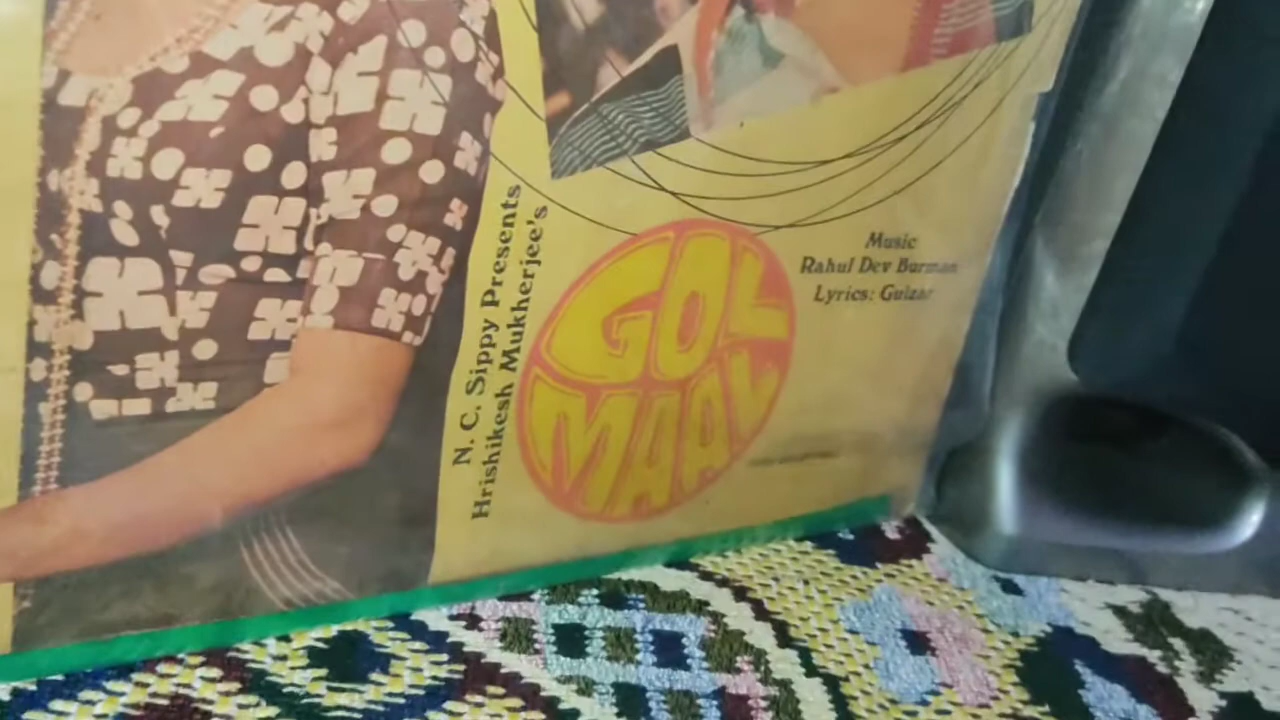 N. C. Sippy Presents
Hrishikesh Mukherjee's
GOL
MAAL
Music
Rahul Dev Burman
Lyrics: Gulzar